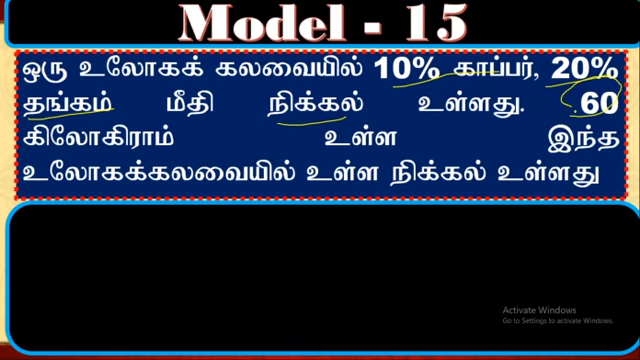 Model - 15
ஒரு உலோகக் கலவையில் 10% காப்பர், 20%
தங்கம் மீதி நிக்கல் உள்ளது. 60
கிலோகிராம் உள்ள இந்த
உலோகக்கலவையில் உள்ள நிக்கல் உள்ளது
Activate Windows
Go to Settings to activate Windows.